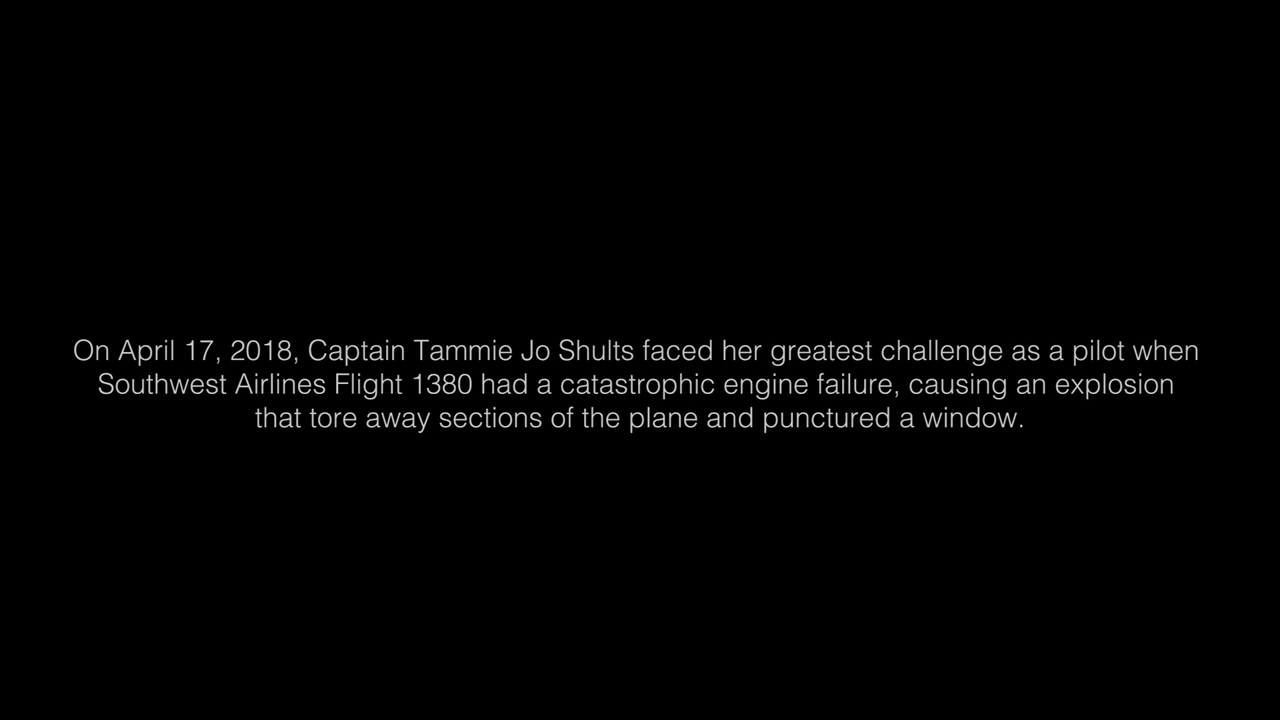 On April 17, 2018, Captain Tammie Jo Shults faced her greatest challenge as a pilot when
Southwest Airlines Flight 1380 had a catastrophic engine failure, causing an explosion
that tore away sections of the plane and punctured a window.